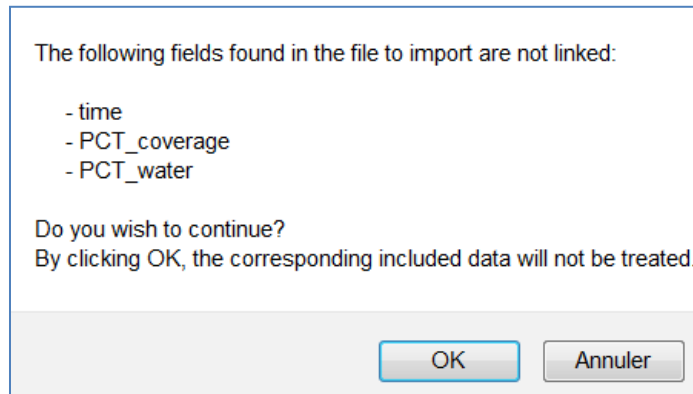 The following fields found in the file to import are not linked:
- time
- PCT_coverage
- PCT_water
Do you wish to continue?
By clicking OK, the corresponding included data will not be treated.
OK
Annuler